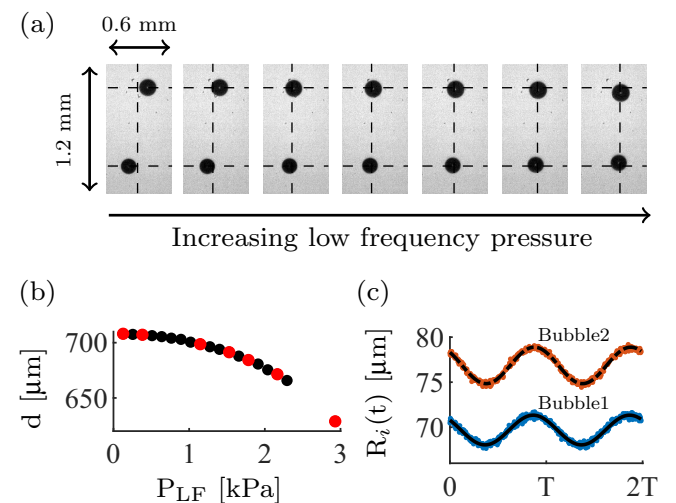 (a)
0.6 mm
1.2 mm
Increasing low frequency pressure
(b)
700
650
d [μm]
0 1 2 3
P_LF [kPa]
(c)
80
75
70
R_i(t) [μm]
Bubble2
Bubble1
0 T 2T